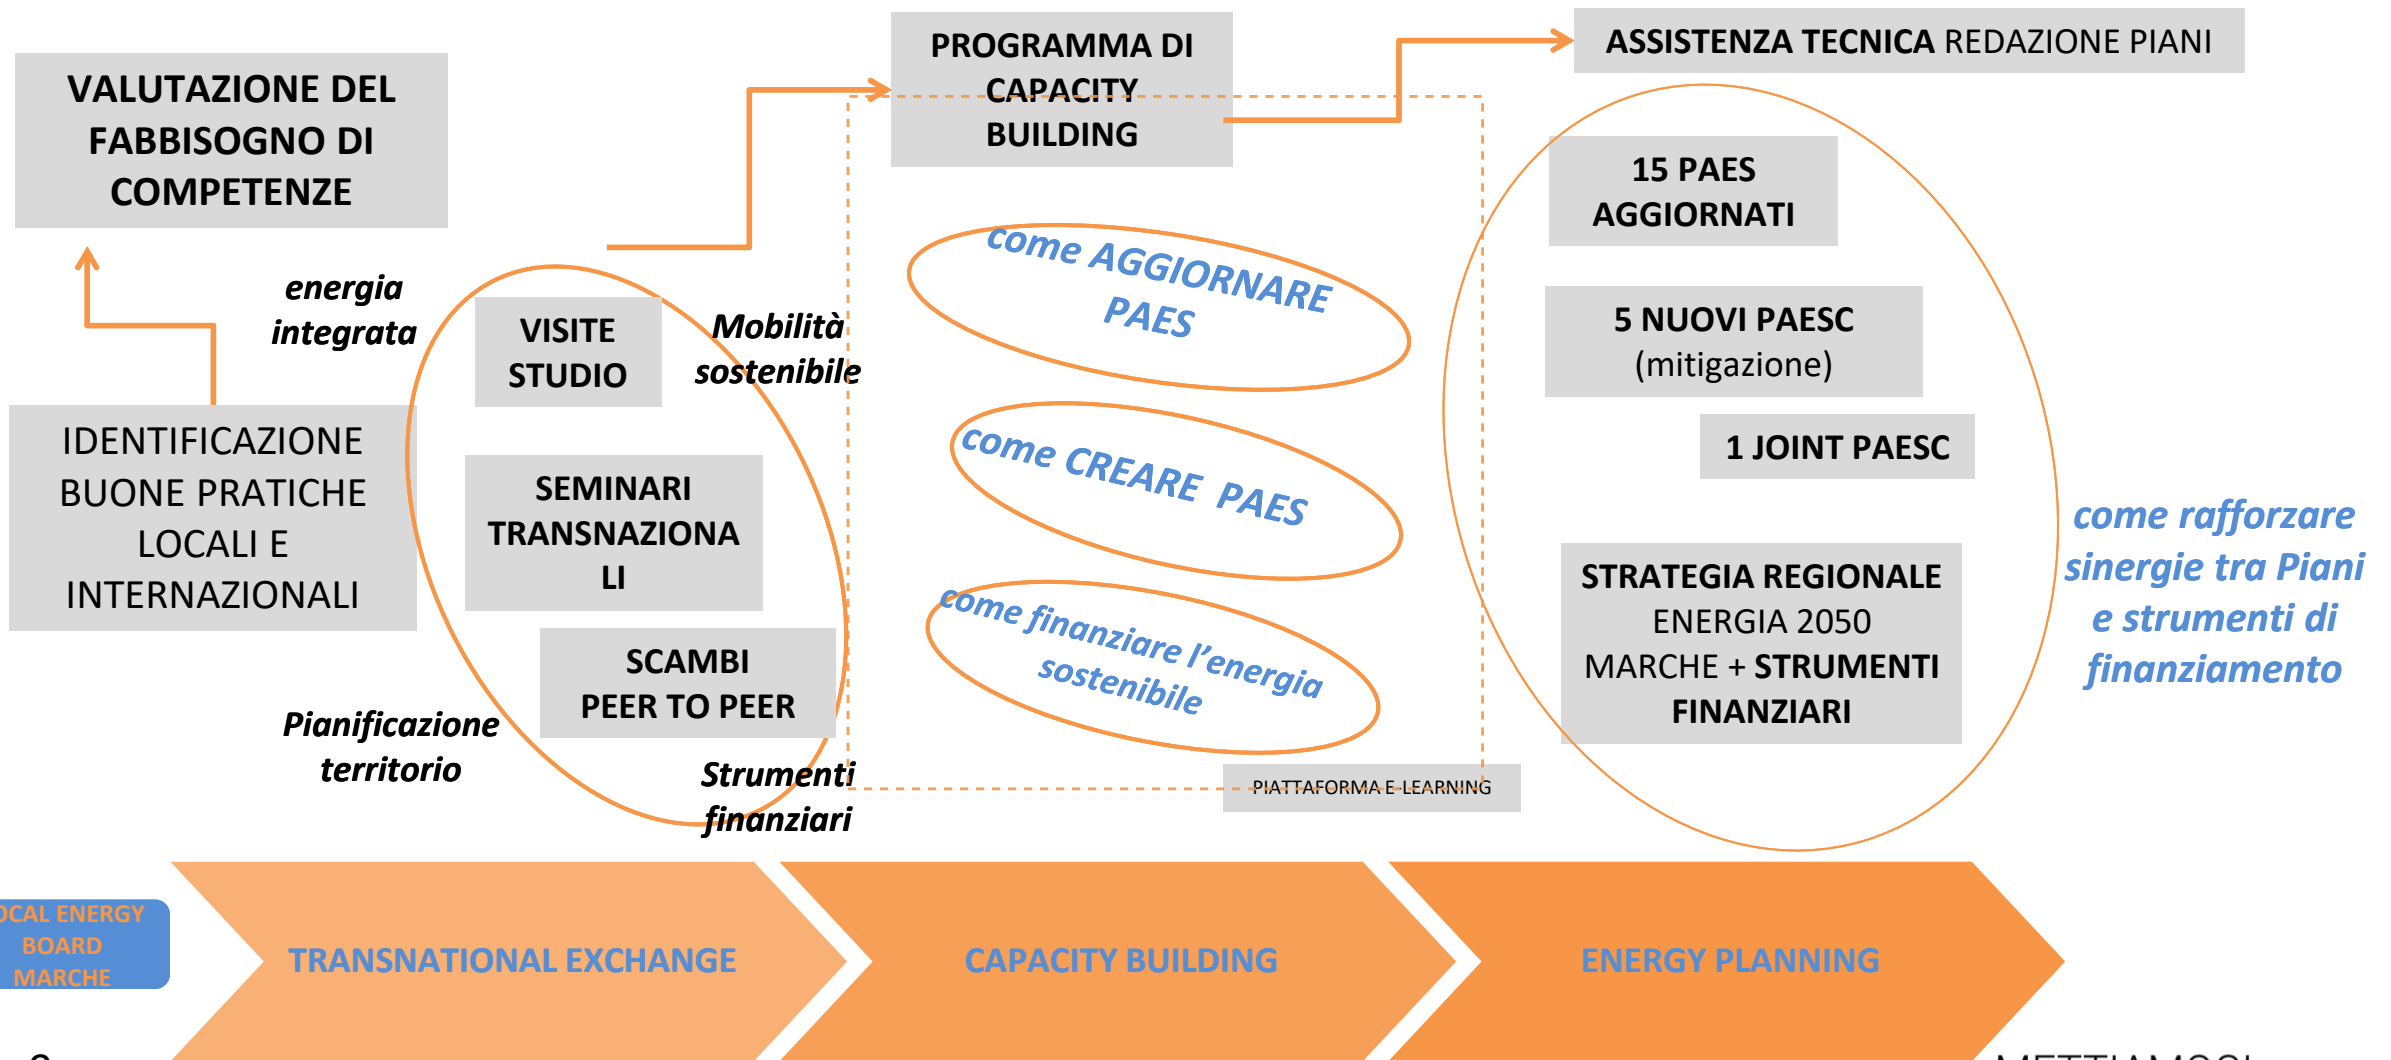 VALUTAZIONE DEL
FABBISOGNO DI
COMPETENZE
PROGRAMMA DI
CAPACITY
BUILDING
ASSISTENZA TECNICA REDAZIONE PIANI
energia
integrata
IDENTIFICAZIONE
BUONE PRATICHE
LOCALI E
INTERNAZIONALI
VISITE
STUDIO
Mobilità
sostenibile
SEMINARI
TRANSNAZIONA
LI
SCAMBI
PEER TO PEER
Pianificazione
territorio
Strumenti
finanziari
come AGGIORNARE
PAES
come CREARE PAES
come finanziare l'energia
sostenibile
PIATTAFORMA E-LEARNING
15 PAES
AGGIORNATI
5 NUOVI PAESC
(mitigazione)
1 JOINT PAESC
STRATEGIA REGIONALE
ENERGIA 2050
MARCHE + STRUMENTI
FINANZIARI
come rafforzare
sinergie tra Piani
e strumenti di
finanziamento
OCAL ENERGY
BOARD
MARCHE
TRANSNATIONAL EXCHANGE
CAPACITY BUILDING
ENERGY PLANNING
METTIAMOCI